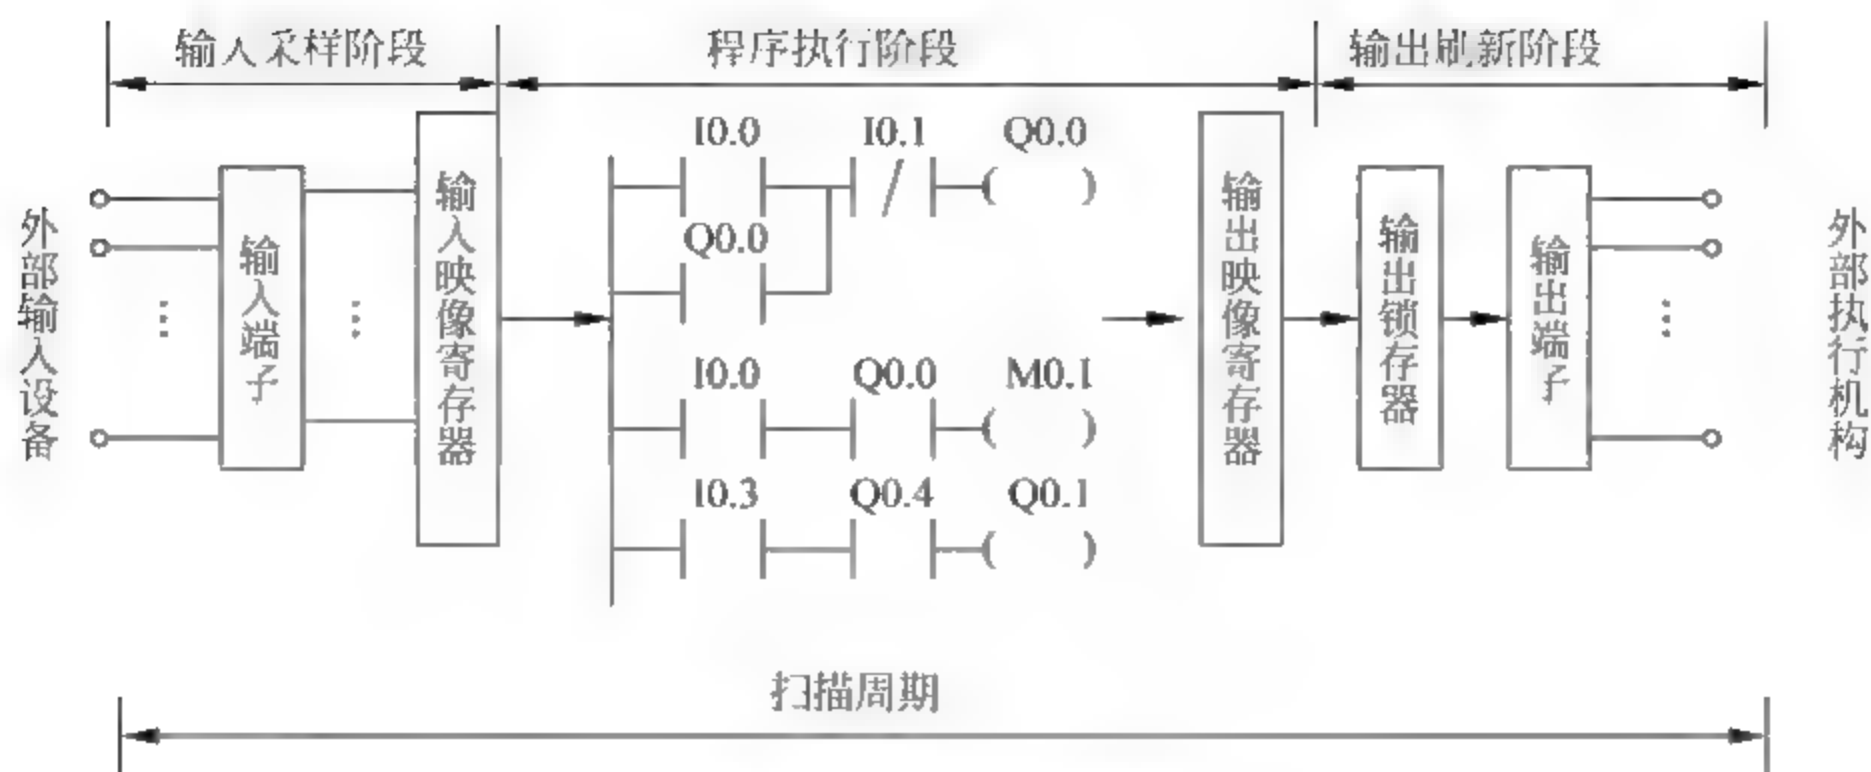 输入采样阶段
程序执行阶段
输出刷新阶段
外部输入设备
输入端子
输入映像寄存器
I0.0
I0.1
Q0.0
Q0.0
I0.0
Q0.0
M0.1
I0.3
Q0.4
Q0.1
输出映像寄存器
输出锁存器
输出端子
外部执行机构
扫描周期